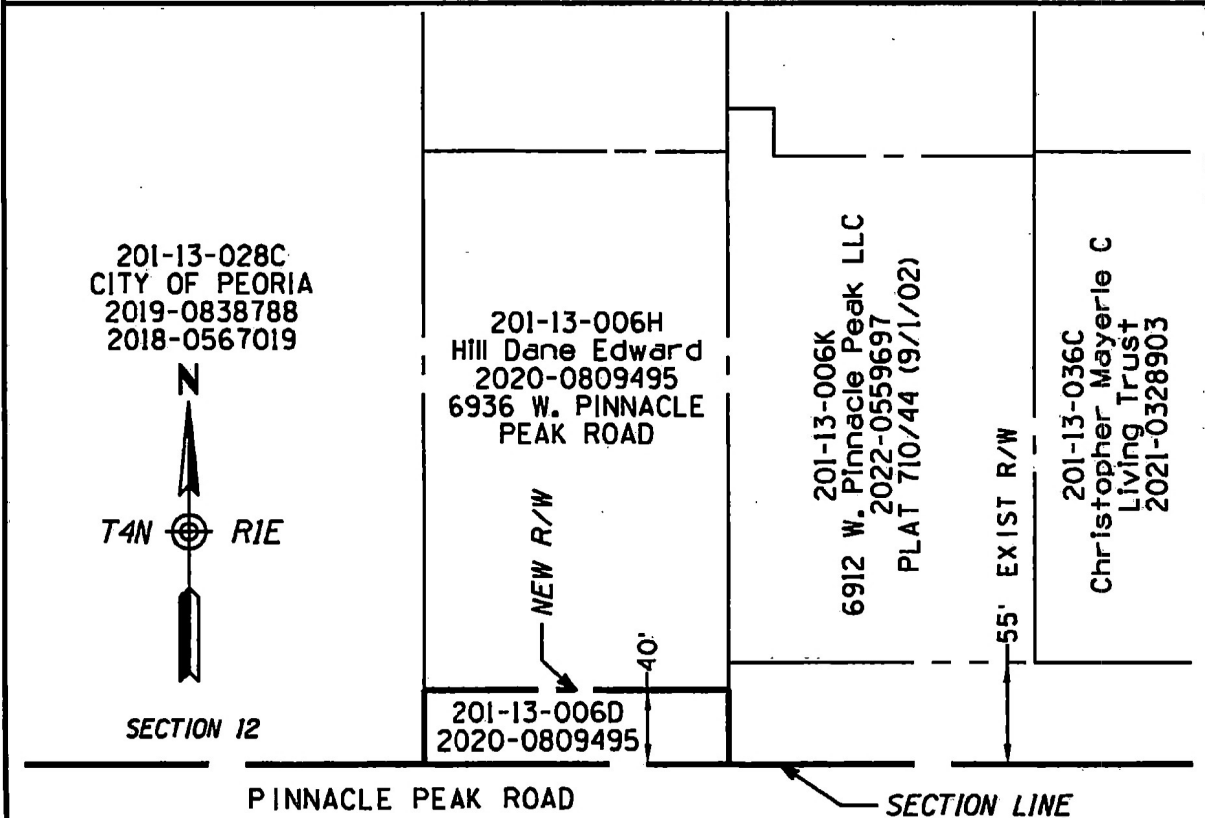 201-13-028C
CITY OF PEORIA
2019-0838788
2018-0567019
N
T4N R1E
SECTION 12
201-13-006H
Hill Dane Edward
2020-0809495
6936 W. PINNACLE
PEAK ROAD
NEW R/W
40'
201-13-006D
2020-0809495
201-13-006K
6912 W. Pinnacle Peak LLC
2022-0559697
PLAT 710/44 (9/1/02)
55' EXIST R/W
201-13-036C
Christopher Mayerle C
Living Trust
2021-0328903
PINNACLE PEAK ROAD
SECTION LINE